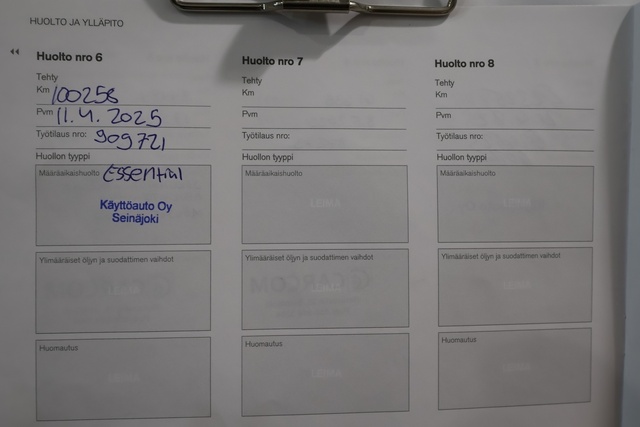 HUOLTO JA YLLÄPITO
Huolto nro 6
Tehty
Km 100258
Pvm 11.4.2025
Työtilaus nro: 909721
Huollon tyyppi
Määräaikaishuolto Essential
Käyttöauto Oy
Seinäjoki
Ylimääräiset öljyn ja suodattimen vaihdot
Huomautus
Huolto nro 7
Tehty
Km
Pvm
Työtilaus nro:
Huollon tyyppi
Määräaikaishuolto
Ylimääräiset öljyn ja suodattimen vaihdot
Huomautus
Huolto nro 8
Tehty
Km
Pvm
Työtilaus nro:
Huollon tyyppi
Määräaikaishuolto
Ylimääräiset öljyn ja suodattimen vaihdot
Huomautus